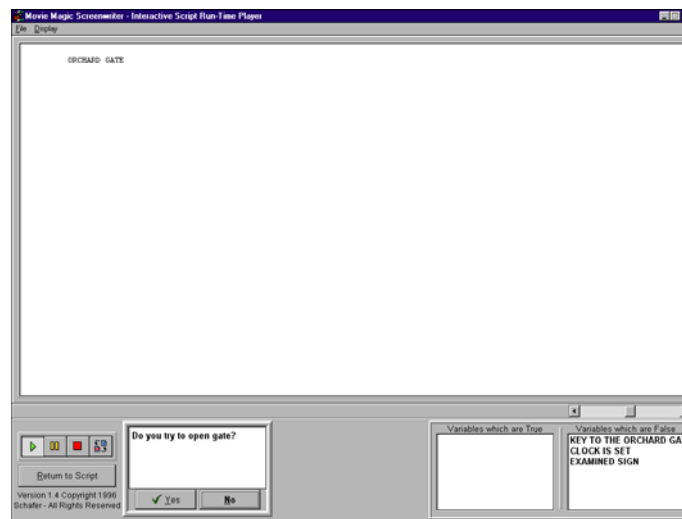 Movie Magic Screenwriter - Interactive Script Run-Time Player
File Display
ORCHARD GATE
Do you try to open gate?
Yes
No
Return to Script
Version 1.4 Copyright 1996
Schafer - All Rights Reserved
Variables which are True
Variables which are False
KEY TO THE ORCHARD GA
CLOCK IS SET
EXAMINED SIGN